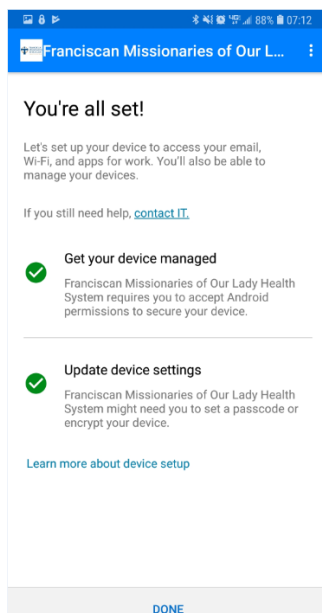 88% 07:12
Franciscan Missionaries of Our L...
You're all set!
Let's set up your device to access your email,
Wi-Fi, and apps for work. You'll also be able to
manage your devices.
If you still need help, contact IT.
Get your device managed
Franciscan Missionaries of Our Lady Health
System requires you to accept Android
permissions to secure your device.
Update device settings
Franciscan Missionaries of Our Lady Health
System might need you to set a passcode or
encrypt your device.
Learn more about device setup
DONE